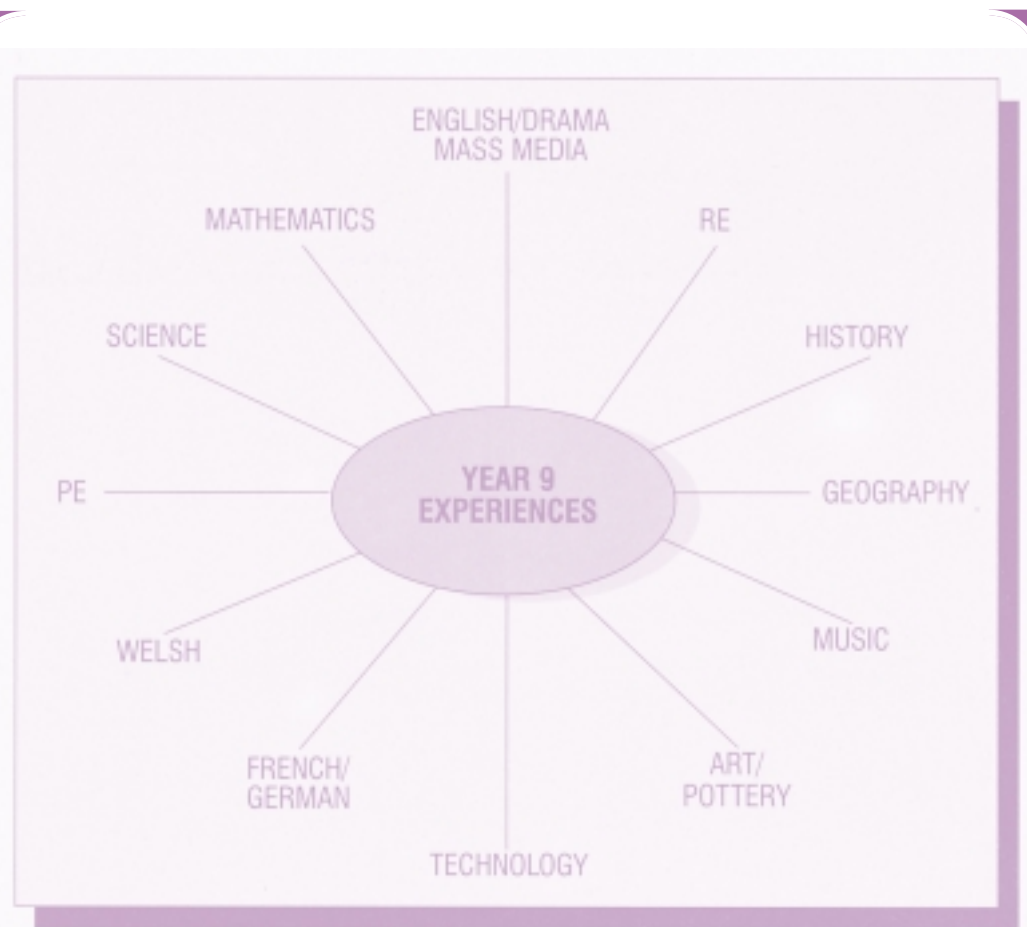 ENGLISH/DRAMA
MASS MEDIA
MATHEMATICS
RE
SCIENCE
HISTORY
YEAR 9
EXPERIENCES
PE
GEOGRAPHY
WELSH
MUSIC
FRENCH/
GERMAN
ART/
POTTERY
TECHNOLOGY